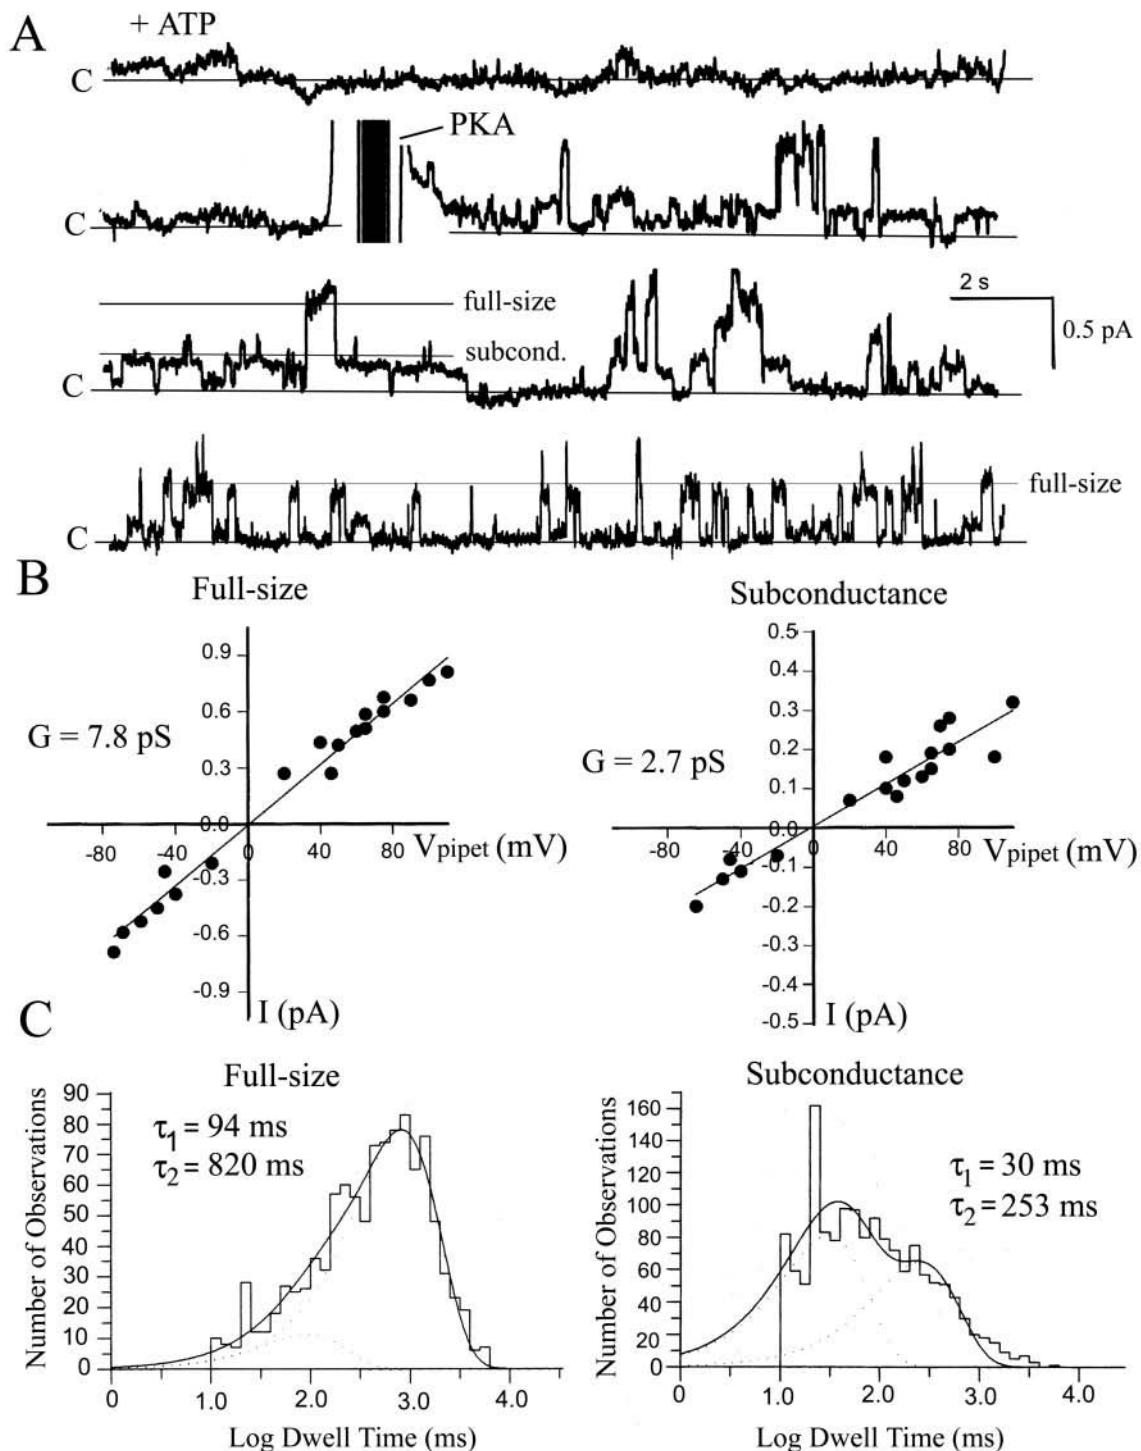 A
+ ATP
C
PKA
C
2 s
0.5 pA
full-size
subcond.
C
full-size
C
B
Full-size
Subconductance
G = 7.8 pS
0.9
0.6
0.3
0.0
-80 -40 0 40 80
Vpipet (mV)
-0.3
-0.6
-0.9
I (pA)
G = 2.7 pS
0.5
0.4
0.3
0.2
0.1
0.0
-80 -40 0 40 80
Vpipet (mV)
-0.1
-0.2
-0.3
-0.4
-0.5
I (pA)
C
Full-size
Number of Observations
90
80
70
60
50
40
30
20
10
0
τ1 = 94 ms
τ2 = 820 ms
0 1.0 2.0 3.0 4.0
Log Dwell Time (ms)
Subconductance
Number of Observations
160
140
120
100
80
60
40
20
0
τ1 = 30 ms
τ2 = 253 ms
0 1.0 2.0 3.0 4.0
Log Dwell Time (ms)